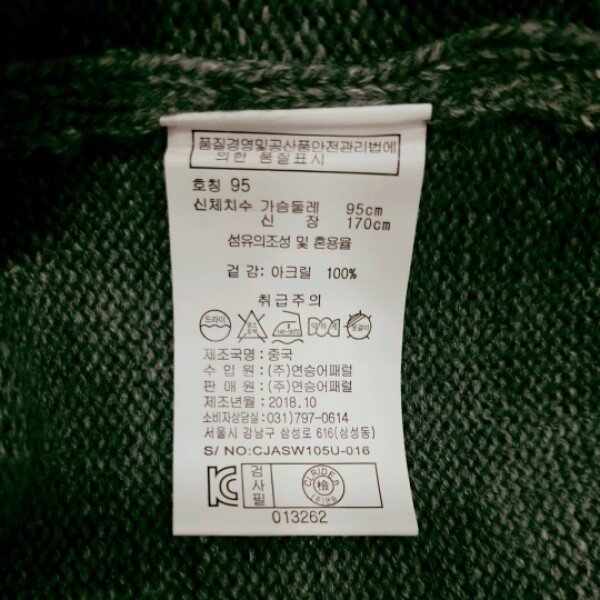 품질경영및공산품안전관리법에
의한 품질표시
호칭 95
신체치수 가슴둘레 95cm
신 장 170cm
섬유의조성 및 혼용율
겉 감: 아크릴 100%
취급주의
드라이
옷걸이
제조국명 : 중국
수 입 원 : (주)연승어패럴
판 매 원 : (주)연승어패럴
제조년월 : 2018.10
소비자상담실: 031)797-0614
서울시 강남구 삼성로 616(삼성동)
S/ NO:CJASW105U-016
KC
검사필
CLRIDE.n
檢
013262